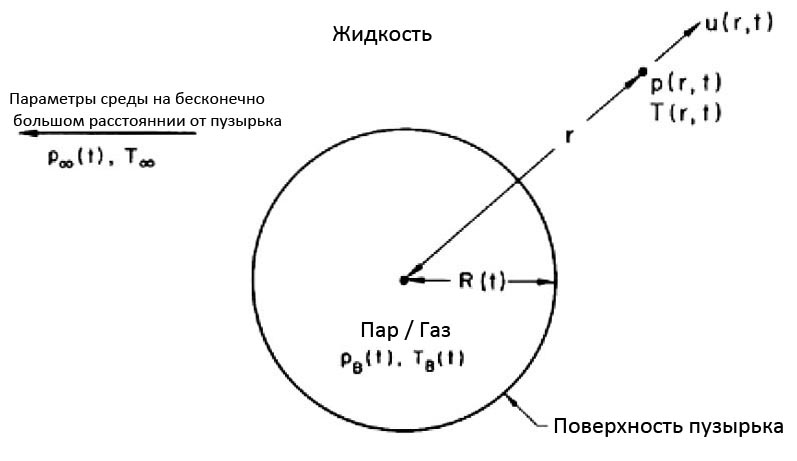 Жидкость
u(r,t)
p(r,t)
T(r,t)
Параметры среды на бесконечно
большом расстояннии от пузырька
p∞(t), T∞
r
R(t)
Пар / Газ
pB(t), TB(t)
Поверхность пузырька